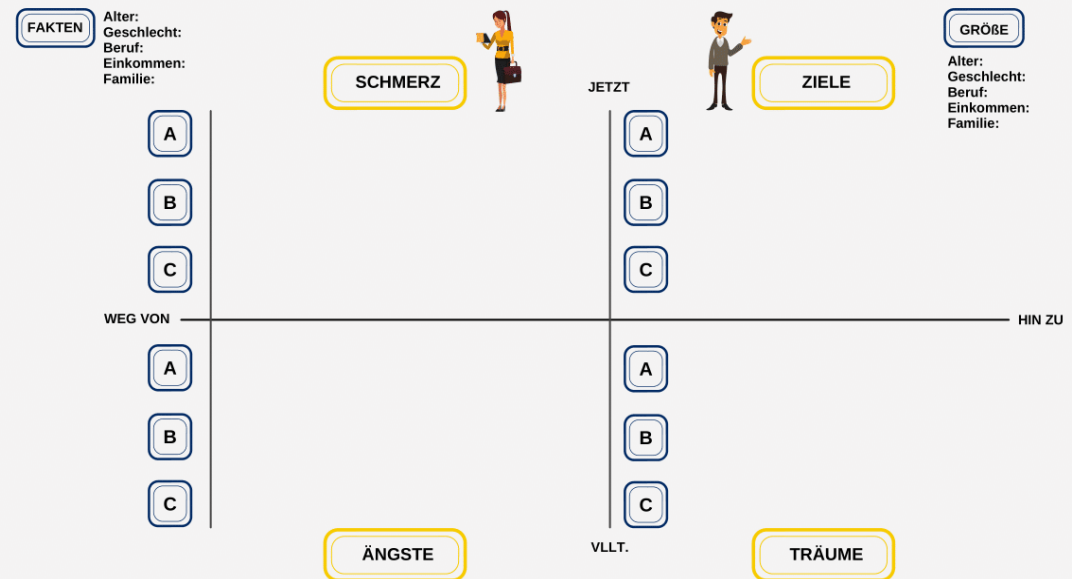 FAKTEN
Alter:
Geschlecht:
Beruf:
Einkommen:
Familie:
SCHMERZ
JETZT
ZIELE
GRÖßE
Alter:
Geschlecht:
Beruf:
Einkommen:
Familie:
A
A
B
B
C
C
WEG VON
HIN ZU
A
A
B
B
C
C
ÄNGSTE
VLLT.
TRÄUME